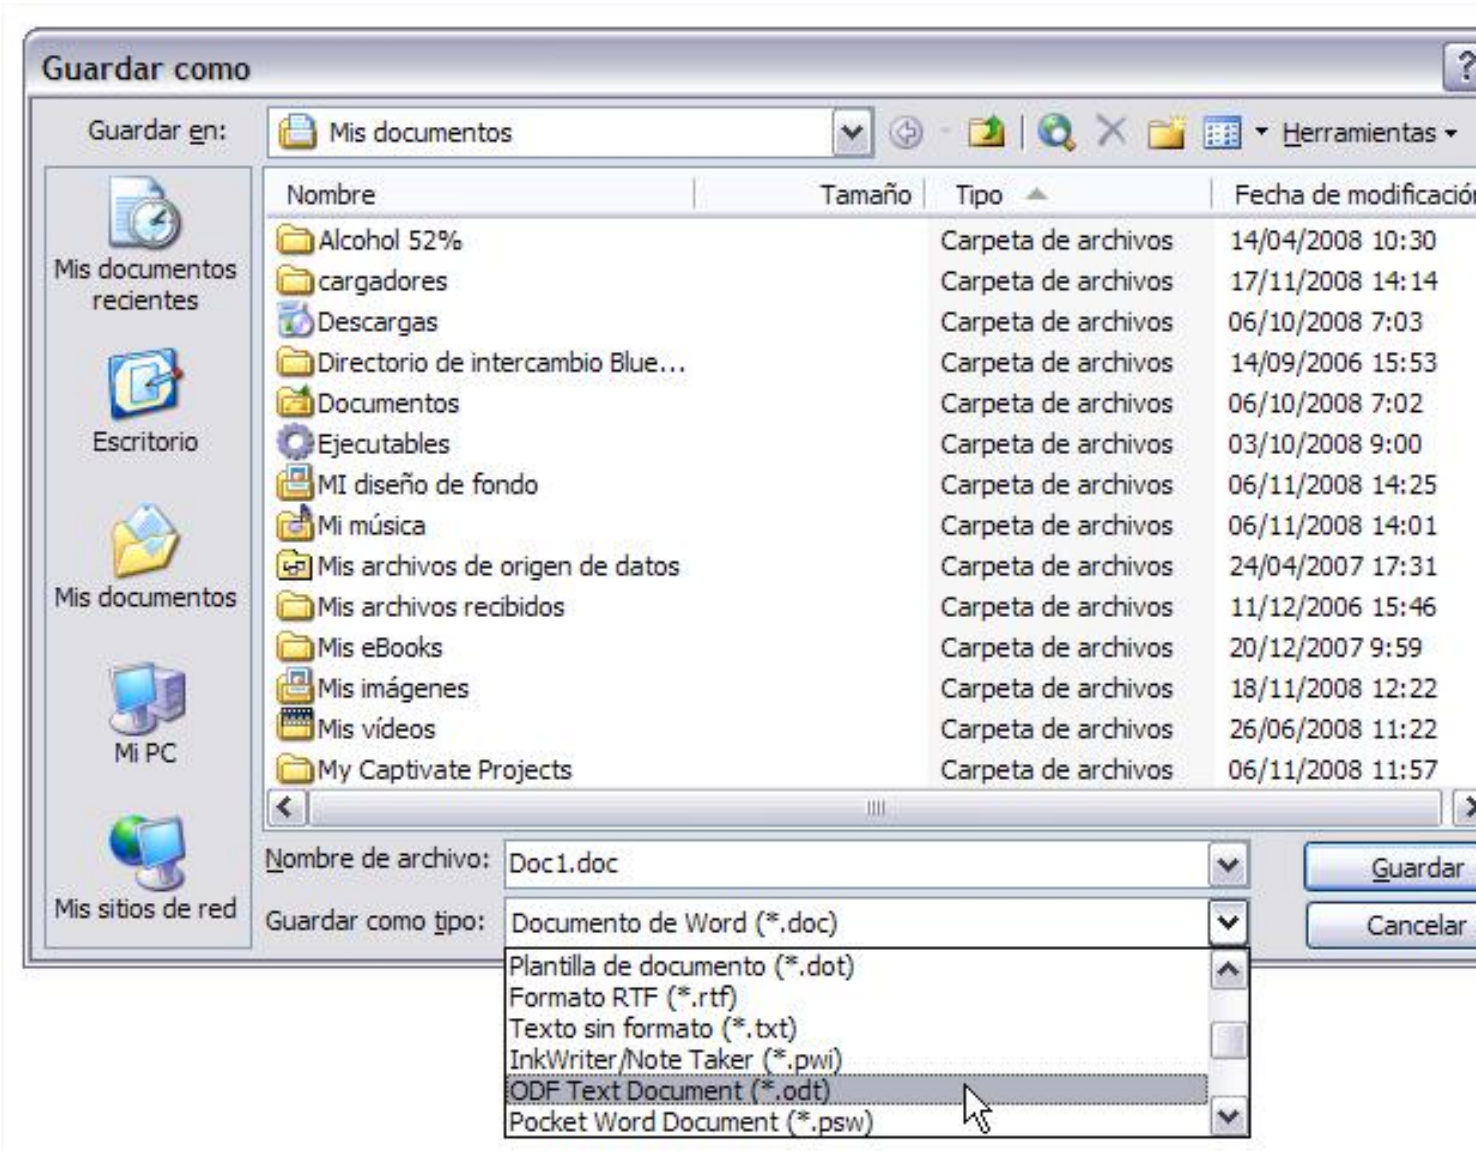 Guardar como
?
Guardar en: Mis documentos Herramientas
Nombre Tamaño Tipo Fecha de modificación
Alcohol 52% Carpeta de archivos 14/04/2008 10:30
cargadores Carpeta de archivos 17/11/2008 14:14
Descargas Carpeta de archivos 06/10/2008 7:03
Directorio de intercambio Blue... Carpeta de archivos 14/09/2006 15:53
Documentos Carpeta de archivos 06/10/2008 7:02
Ejecutables Carpeta de archivos 03/10/2008 9:00
MI diseño de fondo Carpeta de archivos 06/11/2008 14:25
Mi música Carpeta de archivos 06/11/2008 14:01
Mis archivos de origen de datos Carpeta de archivos 24/04/2007 17:31
Mis archivos recibidos Carpeta de archivos 11/12/2006 15:46
Mis eBooks Carpeta de archivos 20/12/2007 9:59
Mis imágenes Carpeta de archivos 18/11/2008 12:22
Mis vídeos Carpeta de archivos 26/06/2008 11:22
My Captivate Projects Carpeta de archivos 06/11/2008 11:57
Mis documentos
recientes
Escritorio
Mis documentos
Mi PC
Mis sitios de red
Nombre de archivo: Doc1.doc Guardar
Guardar como tipo: Documento de Word (*.doc) Cancelar
Plantilla de documento (*.dot)
Formato RTF (*.rtf)
Texto sin formato (*.txt)
InkWriter/Note Taker (*.pwi)
ODF Text Document (*.odt)
Pocket Word Document (*.psw)